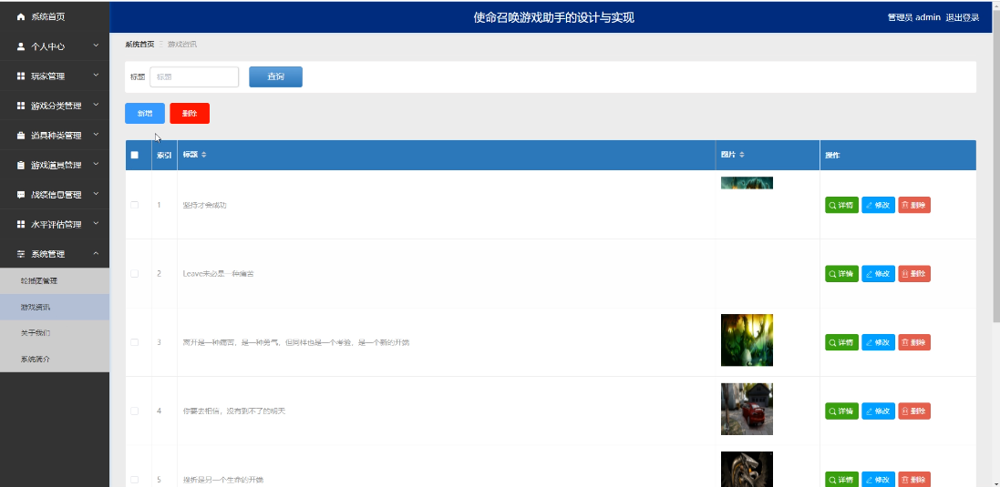 使命召唤游戏助手的设计与实现
管理员 admin 退出登录
系统首页
个人中心
玩家管理
游戏分类管理
道具种类管理
游戏道具管理
战绩信息管理
水平评估管理
系统管理
轮播图管理
游戏资讯
关于我们
系统简介
系统首页 游戏资讯
标题 标题 查询
新增 删除
索引 标题 图片 操作
1 坚持才会成功 详情 修改 删除
2 Leave未必是一种痛苦 详情 修改 删除
3 离开是一种痛苦，是一种勇气，但同样也是一个考验，是一个新的开端 详情 修改 删除
4 你要去相信，没有到不了的明天 详情 修改 删除
5 挫折是另一个生命的开端 详情 修改 删除